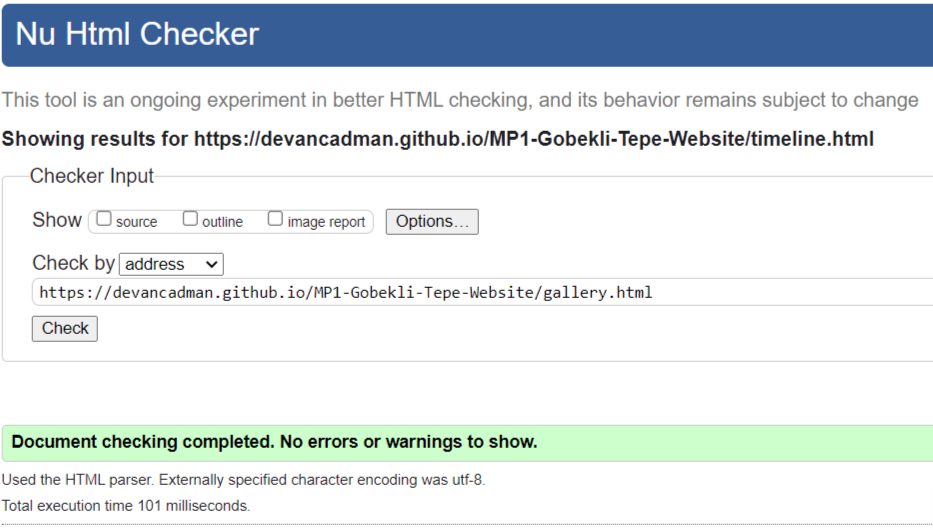 Nu Html Checker
This tool is an ongoing experiment in better HTML checking, and its behavior remains subject to change
Showing results for https://devancadman.github.io/MP1-Gobekli-Tepe-Website/timeline.html
Checker Input
Show source outline image report Options...
Check by address
https://devancadman.github.io/MP1-Gobekli-Tepe-Website/gallery.html
Check
Document checking completed. No errors or warnings to show.
Used the HTML parser. Externally specified character encoding was utf-8.
Total execution time 101 milliseconds.